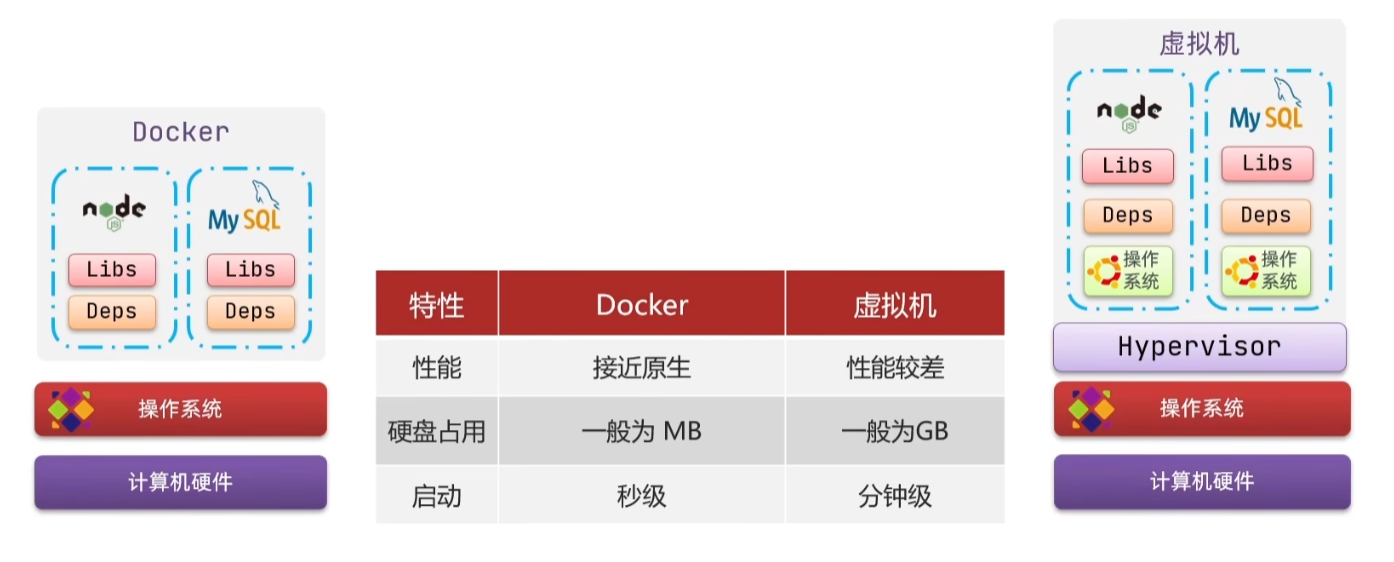 Docker
node
JS
MySQL
Libs
Libs
Deps
Deps
操作系统
计算机硬件
特性 Docker 虚拟机
性能 接近原生 性能较差
硬盘占用 一般为 MB 一般为GB
启动 秒级 分钟级
虚拟机
node
JS
MySQL
Libs
Libs
Deps
Deps
操作
系统
操作
系统
Hypervisor
操作系统
计算机硬件